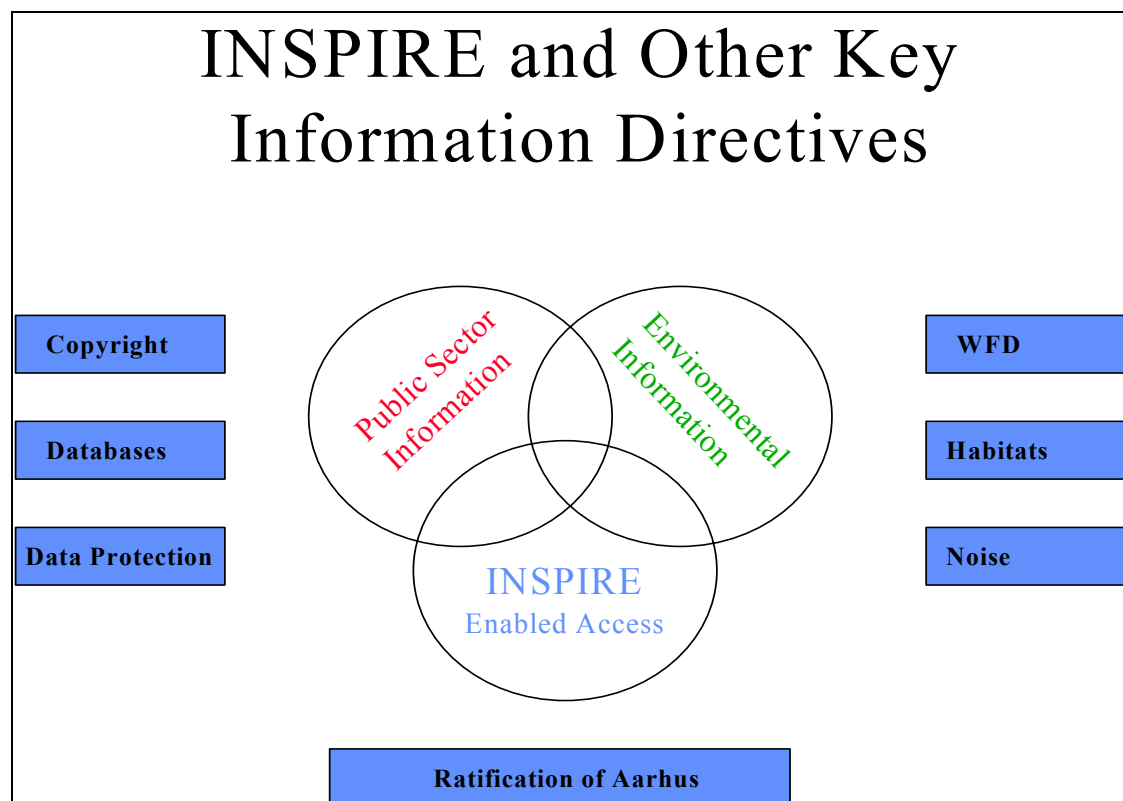 INSPIRE and Other Key
Information Directives
Copyright
Databases
Data Protection
Public Sector
Information
Environmental
Information
INSPIRE
Enabled Access
WFD
Habitats
Noise
Ratification of Aarhus